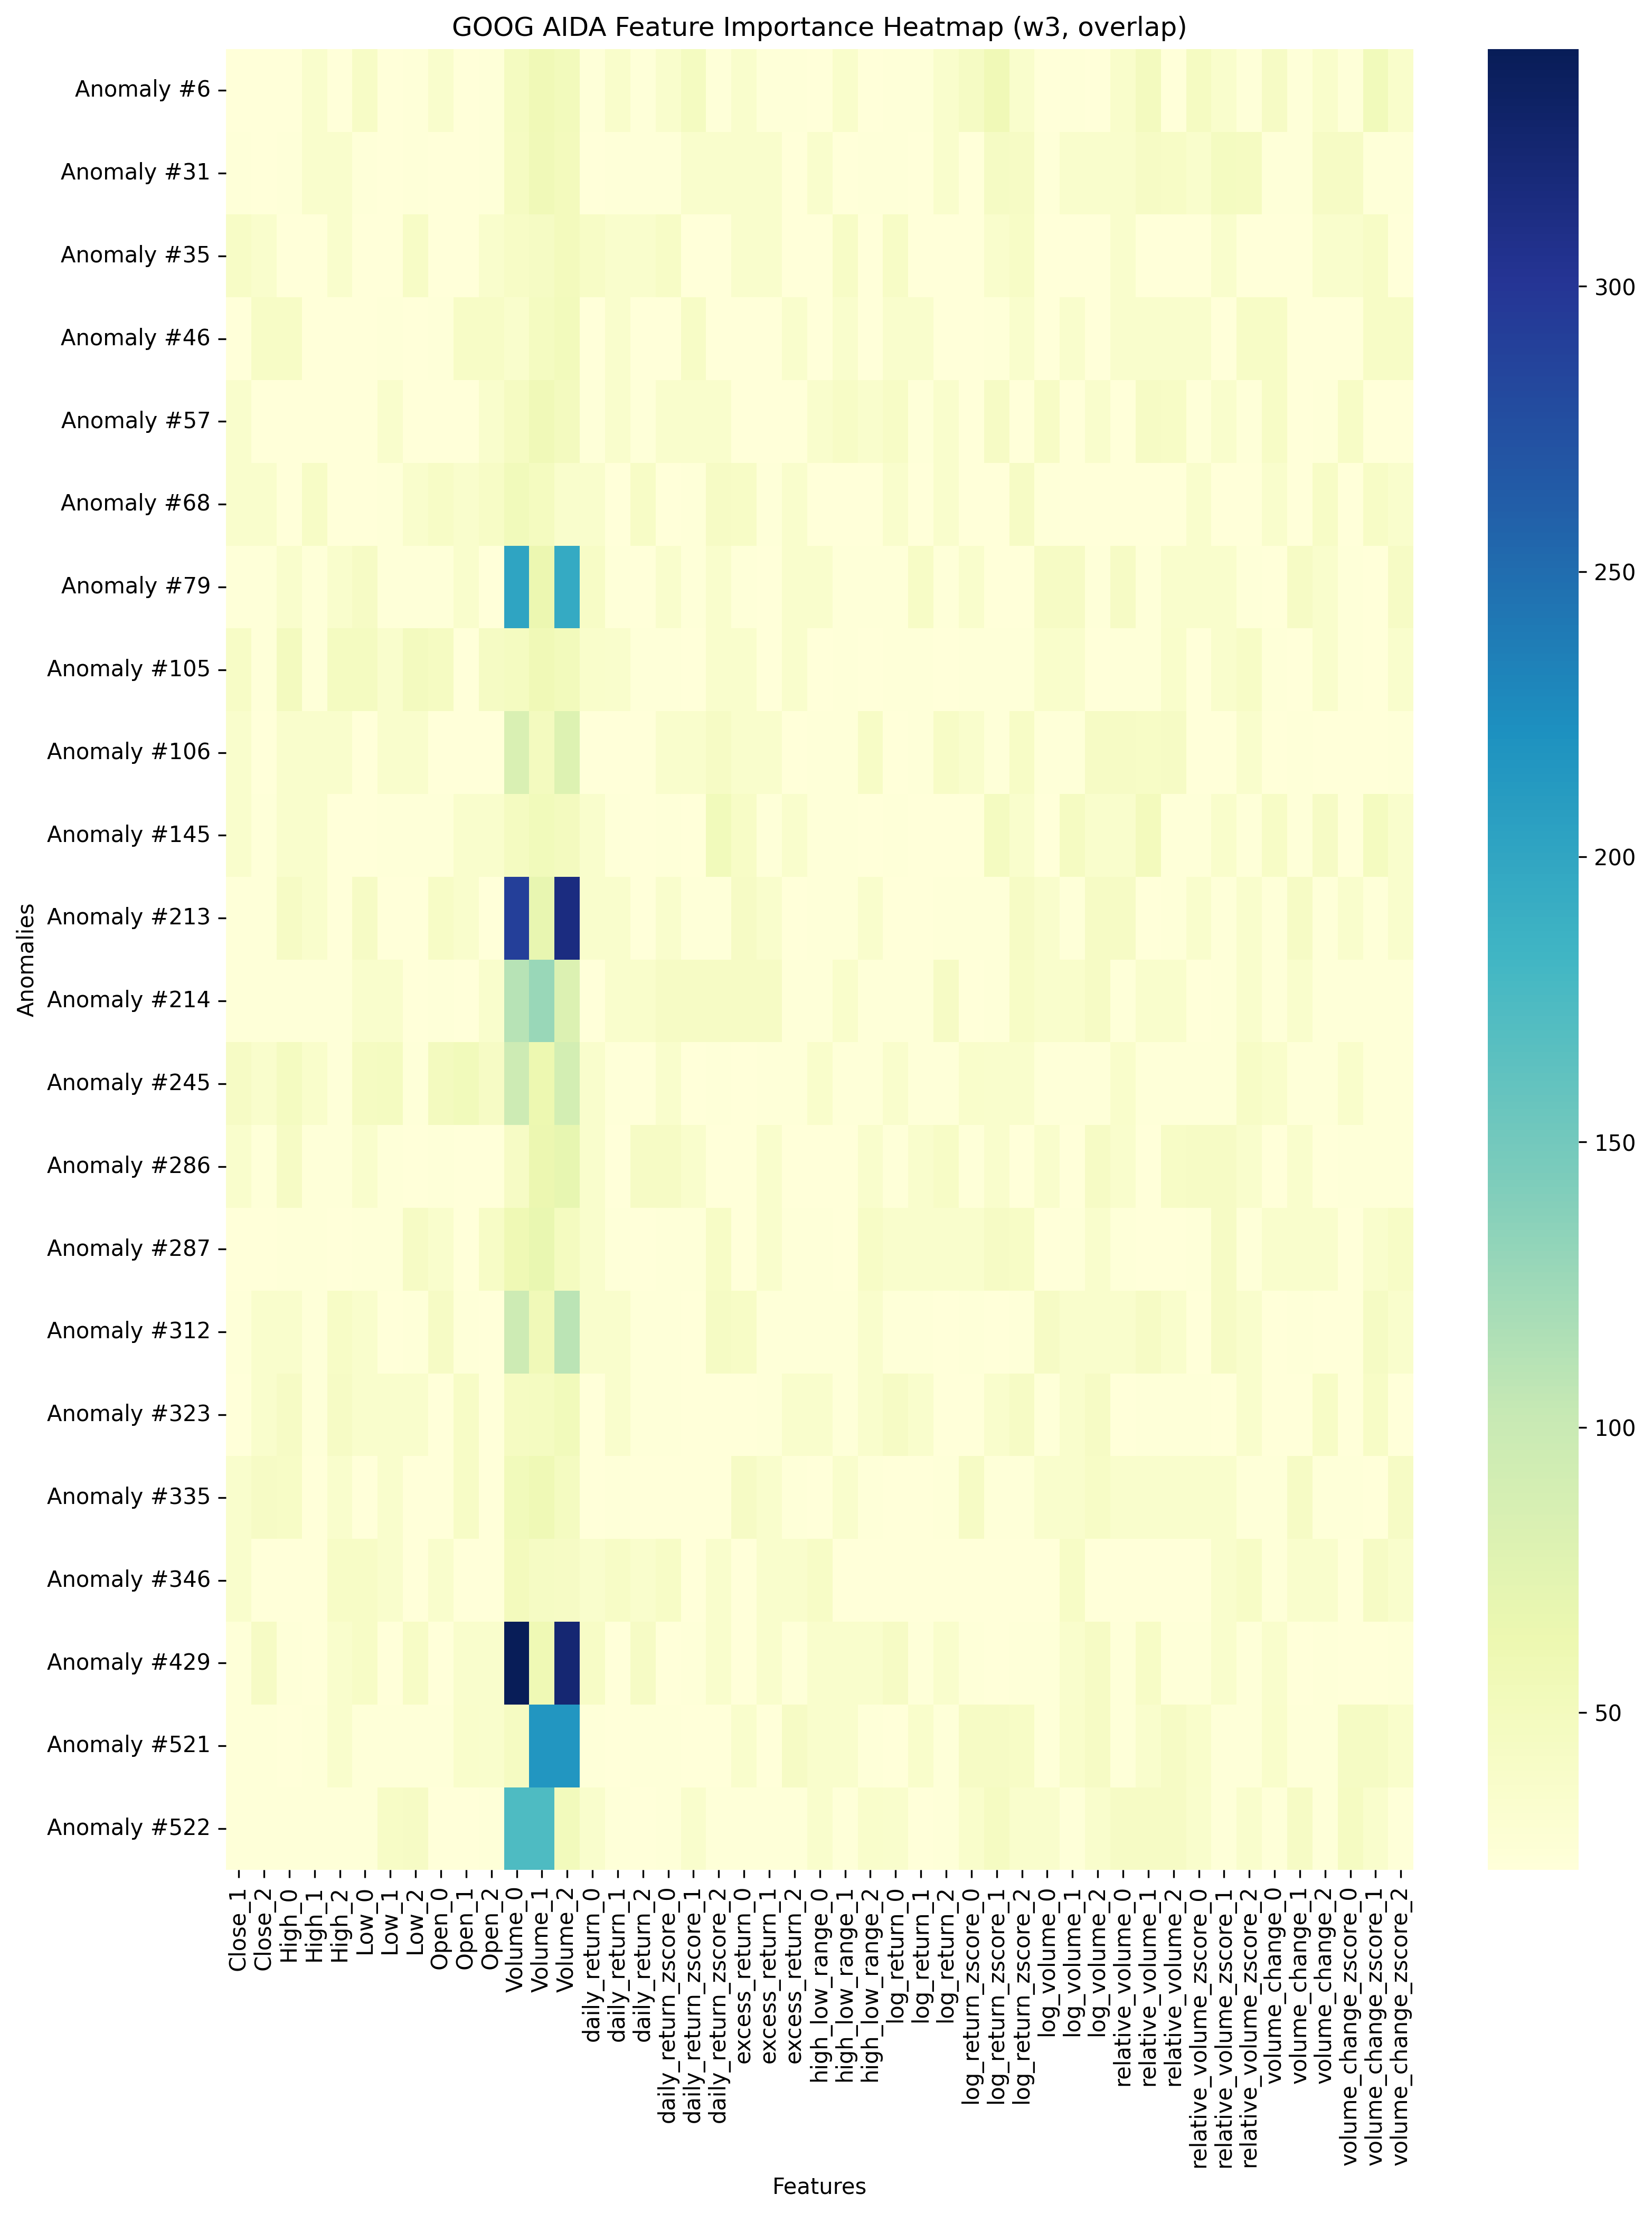 GOOG AIDA Feature Importance Heatmap (w3, overlap)
Anomalies
Anomaly #6
Anomaly #31
Anomaly #35
Anomaly #46
Anomaly #57
Anomaly #68
Anomaly #79
Anomaly #105
Anomaly #106
Anomaly #145
Anomaly #213
Anomaly #214
Anomaly #245
Anomaly #286
Anomaly #287
Anomaly #312
Anomaly #323
Anomaly #335
Anomaly #346
Anomaly #429
Anomaly #521
Anomaly #522
Close_1
Close_2
High_0
High_1
High_2
Low_0
Low_1
Low_2
Open_0
Open_1
Open_2
Volume_0
Volume_1
Volume_2
daily_return_0
daily_return_1
daily_return_2
daily_return_zscore_0
daily_return_zscore_1
daily_return_zscore_2
excess_return_0
excess_return_1
excess_return_2
high_low_range_0
high_low_range_1
high_low_range_2
log_return_0
log_return_1
log_return_2
log_return_zscore_0
log_return_zscore_1
log_return_zscore_2
log_volume_0
log_volume_1
log_volume_2
relative_volume_0
relative_volume_1
relative_volume_2
relative_volume_zscore_0
relative_volume_zscore_1
relative_volume_zscore_2
volume_change_0
volume_change_1
volume_change_2
volume_change_zscore_0
volume_change_zscore_1
volume_change_zscore_2
Features
300
250
200
150
100
50